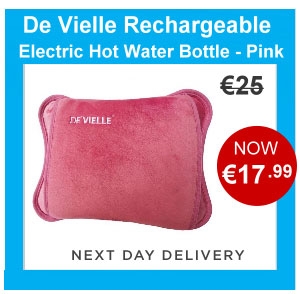 De Vielle Rechargeable
Electric Hot Water Bottle - Pink
€25
DE VIELLE
NOW
€17.99
NEXT DAY DELIVERY